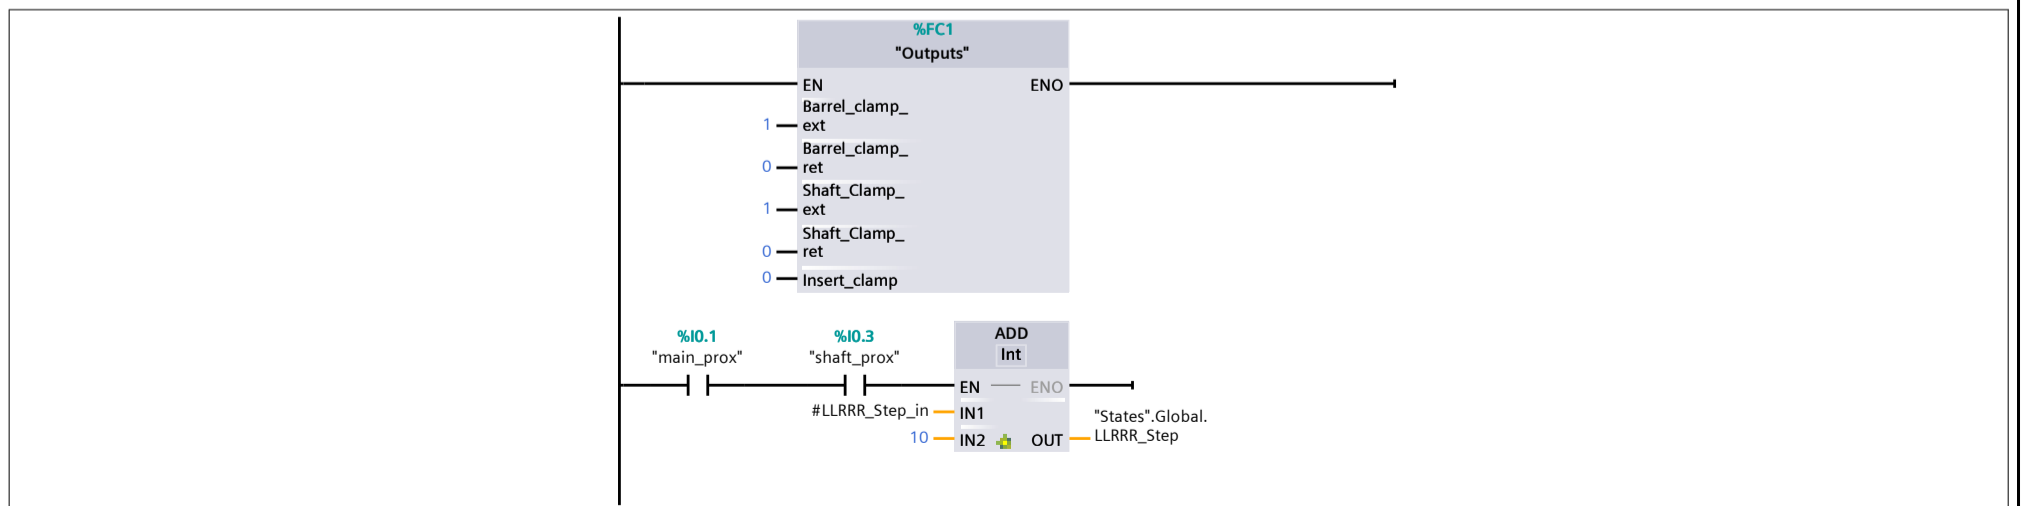 %FC1
"Outputs"
EN ENO
Barrel_clamp_
1 ext
Barrel_clamp_
0 ret
Shaft_Clamp_
1 ext
Shaft_Clamp_
0 ret
0 Insert_clamp
%I0.1 %I0.3 ADD
"main_prox" "shaft_prox" Int
EN ENO
#LLRRR_Step_in IN1 "States".Global.
10 IN2 OUT LLRRR_Step